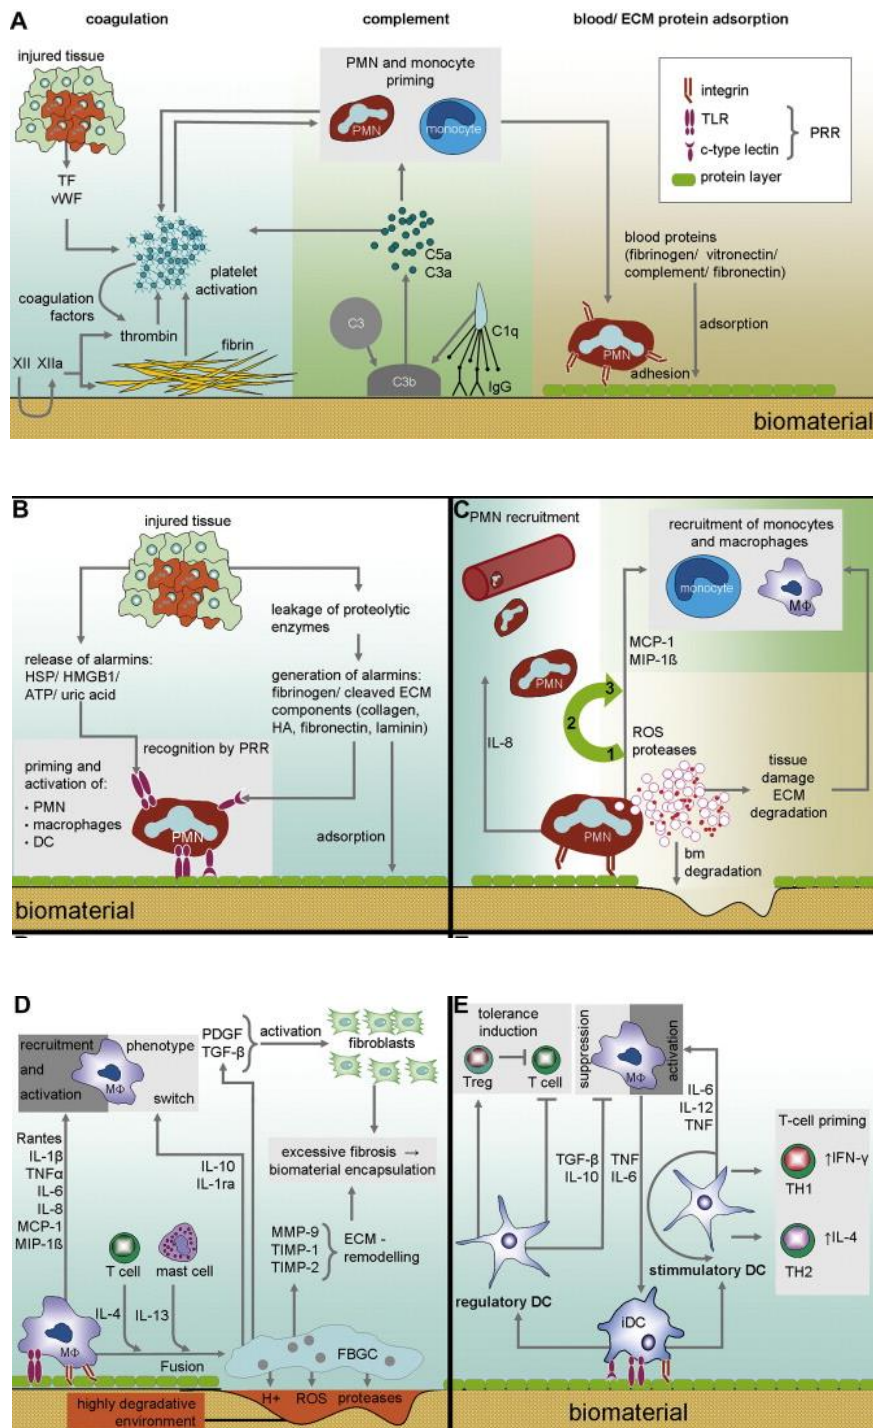 A
coagulation
complement
blood/ ECM protein adsorption
injured tissue
TF
vWF
platelet
activation
coagulation
factors
thrombin
fibrin
XII XIIa
PMN and monocyte
priming
PMN
monocyte
C5a
C3a
C3
C1q
C3b
IgG
integrin
TLR
c-type lectin
PRR
protein layer
blood proteins
(fibrinogen/ vitronectin/
complement/ fibronectin)
adsorption
PMN
adhesion
biomaterial
B
injured tissue
leakage of proteolytic
enzymes
release of alarmins:
HSP/ HMGB1/
ATP/ uric acid
generation of alarmins:
fibrinogen/ cleaved ECM
components (collagen,
HA, fibronectin, laminin)
recognition by PRR
priming and
activation of:
• PMN
• macrophages
• DC
PMN
adsorption
biomaterial
C
PMN recruitment
recruitment of monocytes
and macrophages
monocyte
MΦ
PMN
MCP-1
MIP-1ß
IL-8
3
2
1
ROS
proteases
tissue
damage
ECM
degradation
PMN
bm
degradation
D
recruitment
and
activation
phenotype
switch
MΦ
PDGF
TGF-β
activation
fibroblasts
excessive fibrosis →
biomaterial encapsulation
Rantes
IL-1β
TNFα
IL-6
IL-8
MCP-1
MIP-1ß
IL-10
IL-1ra
MMP-9
TIMP-1
TIMP-2
ECM -
remodelling
T cell
mast cell
IL-4
IL-13
MΦ
Fusion
FBGC
H+ ROS proteases
highly degradative
environment
E
tolerance
induction
Treg
T cell
suppression
MΦ
activation
IL-6
IL-12
TNF
TGF-β
IL-10
TNF
IL-6
T-cell priming
↑IFN-γ
TH1
↑IL-4
TH2
regulatory DC
stimmulatory DC
iDC
biomaterial